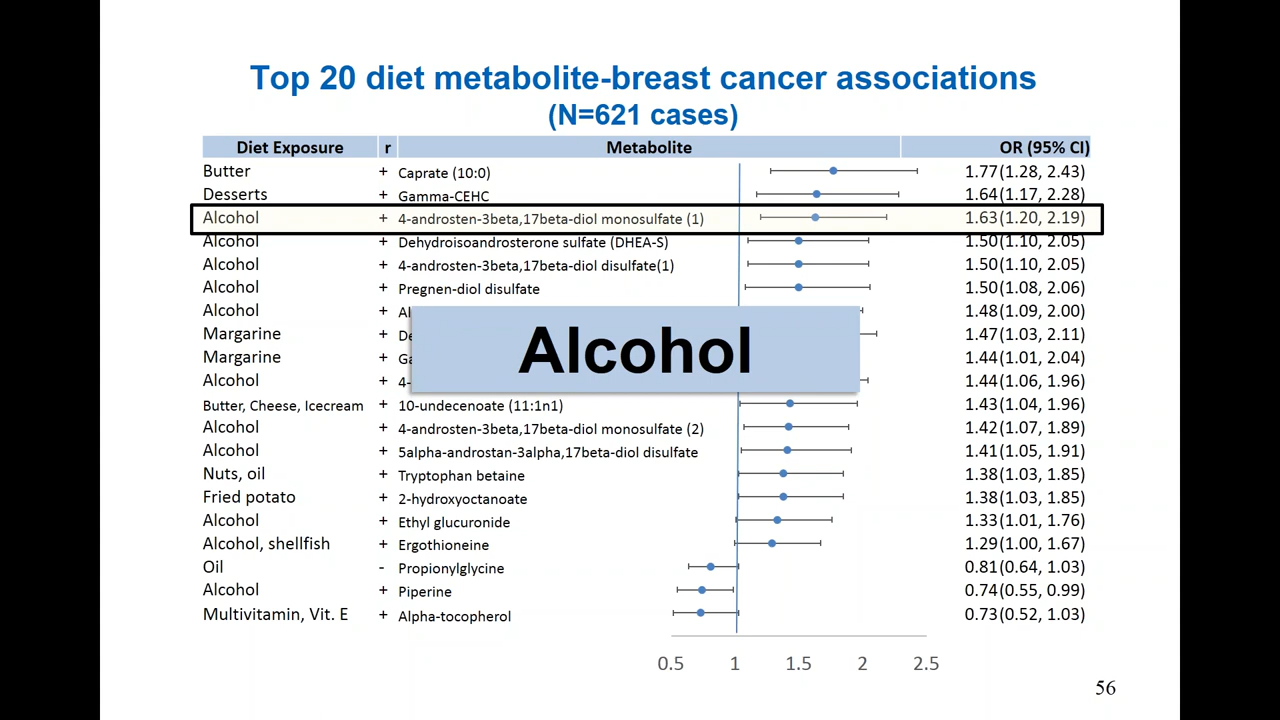 Top 20 diet metabolite-breast cancer associations
(N=621 cases)
Diet Exposure r Metabolite OR (95% CI)
Butter + Caprate (10:0) 1.77(1.28, 2.43)
Desserts + Gamma-CEHC 1.64(1.17, 2.28)
Alcohol + 4-androsten-3beta,17beta-diol monosulfate (1) 1.63(1.20, 2.19)
Alcohol + Dehydroisoandrosterone sulfate (DHEA-S) 1.50(1.10, 2.05)
Alcohol + 4-androsten-3beta,17beta-diol disulfate(1) 1.50(1.10, 2.05)
Alcohol + Pregnen-diol disulfate 1.50(1.08, 2.06)
Alcohol + 1.48(1.09, 2.00)
Margarine + 1.47(1.03, 2.11)
Alcohol
Margarine + 1.44(1.01, 2.04)
Alcohol + 1.44(1.06, 1.96)
Butter, Cheese, Icecream + 10-undecenoate (11:1n1) 1.43(1.04, 1.96)
Alcohol + 4-androsten-3beta,17beta-diol monosulfate (2) 1.42(1.07, 1.89)
Alcohol + 5alpha-androstan-3alpha,17beta-diol disulfate 1.41(1.05, 1.91)
Nuts, oil + Tryptophan betaine 1.38(1.03, 1.85)
Fried potato + 2-hydroxyoctanoate 1.38(1.03, 1.85)
Alcohol + Ethyl glucuronide 1.33(1.01, 1.76)
Alcohol, shellfish + Ergothioneine 1.29(1.00, 1.67)
Oil - Propionylglycine 0.81(0.64, 1.03)
Alcohol + Piperine 0.74(0.55, 0.99)
Multivitamin, Vit. E + Alpha-tocopherol 0.73(0.52, 1.03)
0.5 1 1.5 2 2.5
56